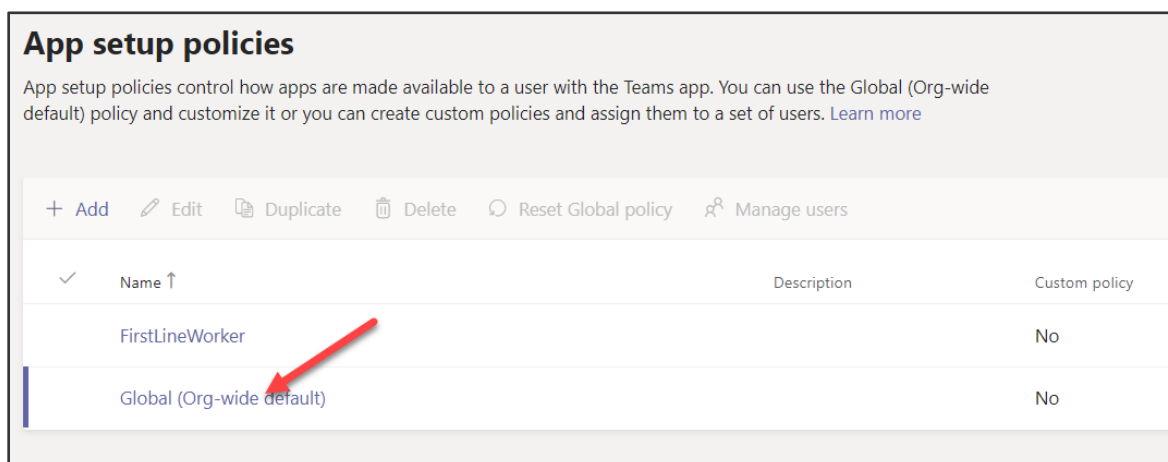 App setup policies
App setup policies control how apps are made available to a user with the Teams app. You can use the Global (Org-wide
default) policy and customize it or you can create custom policies and assign them to a set of users. Learn more
+ Add Edit Duplicate Delete Reset Global policy Manage users
Name ↑ Description Custom policy
FirstLineWorker No
Global (Org-wide default) No